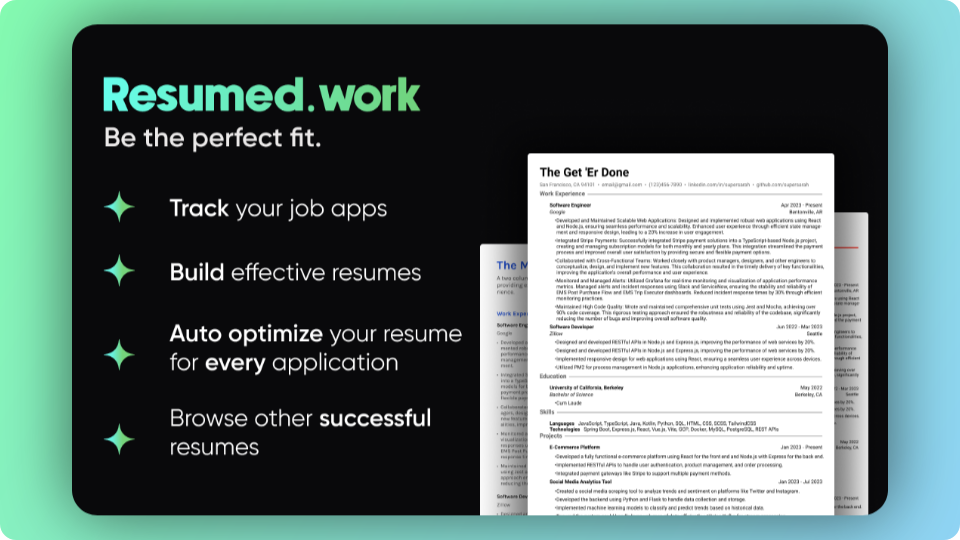 Resumed.work
Be the perfect fit.
Track your job apps
Build effective resumes
Auto optimize your resume
for every application
Browse other successful
resumes
The Get 'Er Done
San Francisco, CA 94101 • email@gmail.com • (123)456-7890 • linkedin.com/in/supersarah • github.com/supersarah
Work Experience
Software Engineer Apr 2023 - Present
Google Bentonville, AR
•Developed and Maintained Scalable Web Applications: Designed and implemented robust web applications using React
and Node.js, ensuring seamless performance and scalability. Enhanced user experience through efficient state manage-
ment and responsive design, leading to a 20% increase in user engagement.
•Integrated Stripe Payments: Successfully integrated Stripe payment solutions into a TypeScript-based Node.js project,
creating and managing subscription models for both monthly and yearly plans. This integration streamlined the payment
process and improved overall user satisfaction by providing secure and flexible payment options.
•Collaborated with Cross-Functional Teams: Worked closely with product managers, designers, and other engineers to
conceptualize, design, and implement new features. This collaboration resulted in the timely delivery of key functionalities,
improving the application's overall performance and user experience.
•Monitored and Managed Alerts: Utilized Grafana for real-time monitoring and visualization of application performance
metrics. Managed alerts and incident responses using Slack and ServiceNow, ensuring the stability and reliability of
EMS Post Purchase Flow and EMS Trip Executor dashboards. Reduced incident response times by 30% through efficient
monitoring practices.
•Maintained High Code Quality: Wrote and maintained comprehensive unit tests using Jest and Mocha, achieving over
90% code coverage. This rigorous testing approach ensured the robustness and reliability of the codebase, significantly
reducing the number of bugs and improving overall software quality.
Software Developer Jun 2022 - Mar 2023
Zillow Seattle
•Designed and developed RESTful APIs in Node.js and Express.js, improving the performance of web services by 20%.
•Designed and developed RESTful APIs in Node.js and Express.js, improving the performance of web services by 20%.
•Implemented responsive design for web applications using React, ensuring a seamless user experience across devices.
•Utilized PM2 for process management in Node.js applications, enhancing application reliability and uptime.
Education
University of California, Berkeley May 2022
Bachelor of Science Berkeley, CA
•Cum Laude
Skills
Languages JavaScript, TypeScript, Java, Kotlin, Python, SQL, HTML, CSS, SCSS, TailwindCSS
Technologies Spring Boot, Express.js, React, Vue.js, Vite, GCP, Docker, MySQL, PostgreSQL, REST APIs
Projects
E-Commerce Platform Jan 2023 - Present
•Developed a fully functional e-commerce platform using React for the front end and Node.js with Express for the back end.
•Implemented RESTful APIs to handle user authentication, product management, and order processing.
•Integrated payment gateways like Stripe to support multiple payment methods.
Social Media Analytics Tool Jan 2023 - Jul 2023
•Created a social media scraping tool to analyze trends and sentiment on platforms like Twitter and Instagram.
•Developed the backend using Python and Flask to handle data collection and storage.
•Implemented machine learning models to classify and predict trends based on historical data.